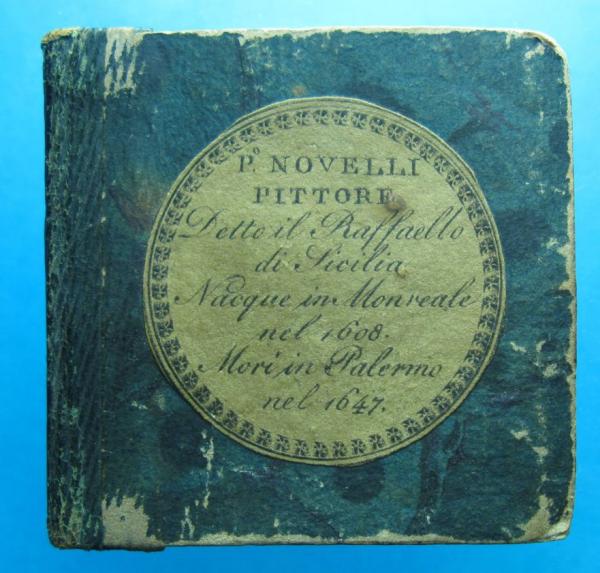 P.º NOVELLI
PITTORE
Detto il Raffaello
di Sicilia
Nacque in Monreale
nel 1608.
Morì in Palermo
nel 1647.